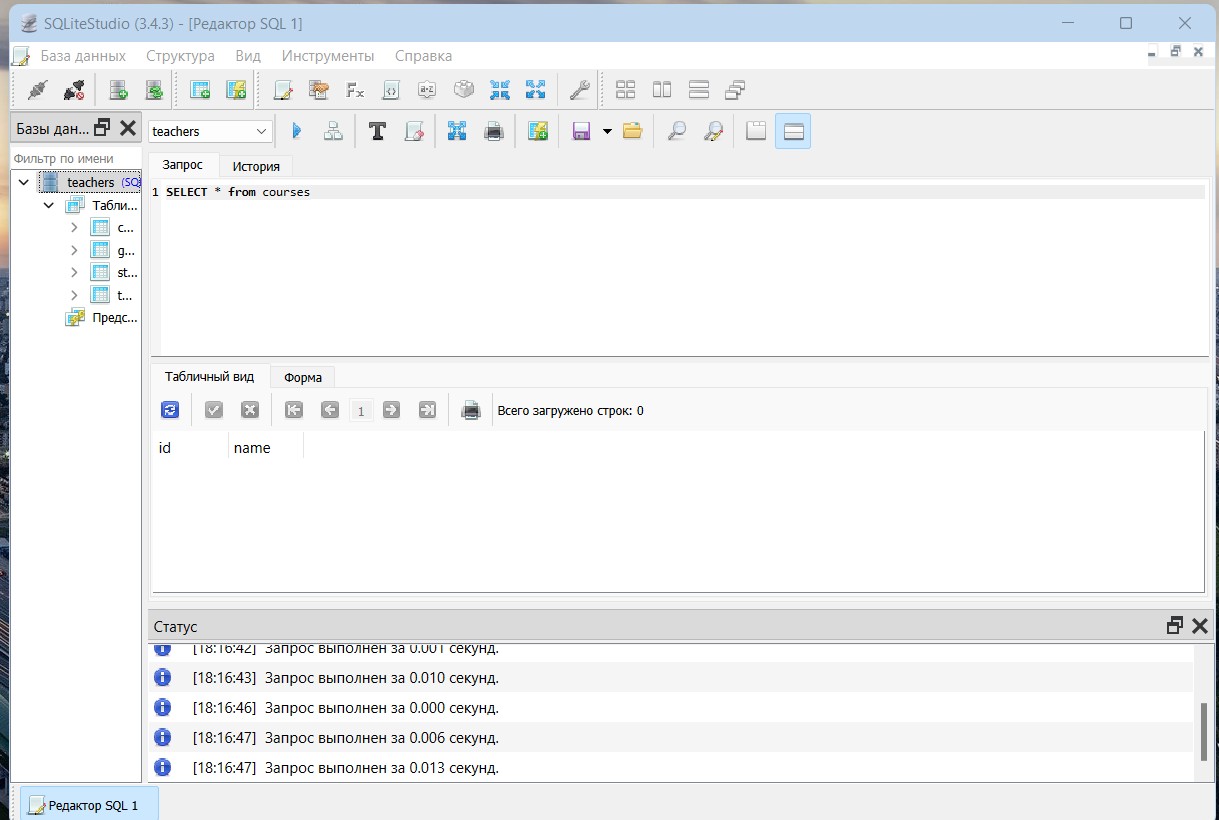 SQLiteStudio (3.4.3) - [Редактор SQL 1]
База данных Структура Вид Инструменты Справка
Базы дан...
teachers
Фильтр по имени
teachers (SQ
Табли...
c...
g...
st...
t...
Предс...
Запрос История
1 SELECT * from courses
Табличный вид Форма
1
Всего загружено строк: 0
id name
Статус
[18:16:42] Запрос выполнен за 0.001 секунд.
[18:16:43] Запрос выполнен за 0.010 секунд.
[18:16:46] Запрос выполнен за 0.000 секунд.
[18:16:47] Запрос выполнен за 0.006 секунд.
[18:16:47] Запрос выполнен за 0.013 секунд.
Редактор SQL 1